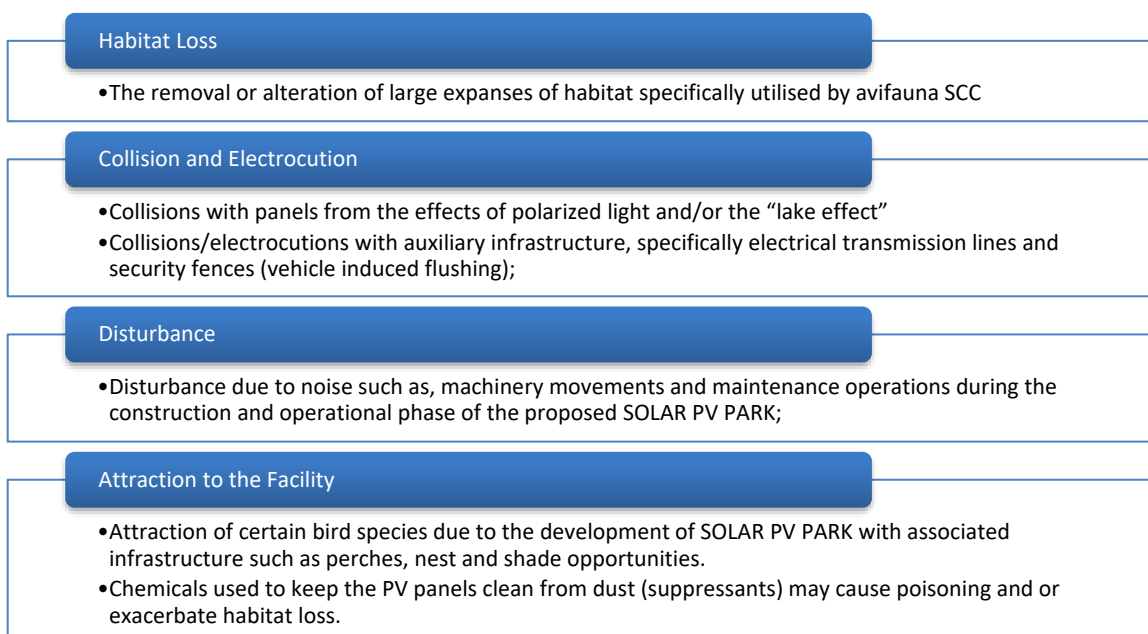 Habitat Loss
•The removal or alteration of large expanses of habitat specifically utilised by avifauna SCC
Collision and Electrocution
•Collisions with panels from the effects of polarized light and/or the “lake effect”
•Collisions/electrocutions with auxiliary infrastructure, specifically electrical transmission lines and
security fences (vehicle induced flushing);
Disturbance
•Disturbance due to noise such as, machinery movements and maintenance operations during the
construction and operational phase of the proposed SOLAR PV PARK;
Attraction to the Facility
•Attraction of certain bird species due to the development of SOLAR PV PARK with associated
infrastructure such as perches, nest and shade opportunities.
•Chemicals used to keep the PV panels clean from dust (suppressants) may cause poisoning and or
exacerbate habitat loss.